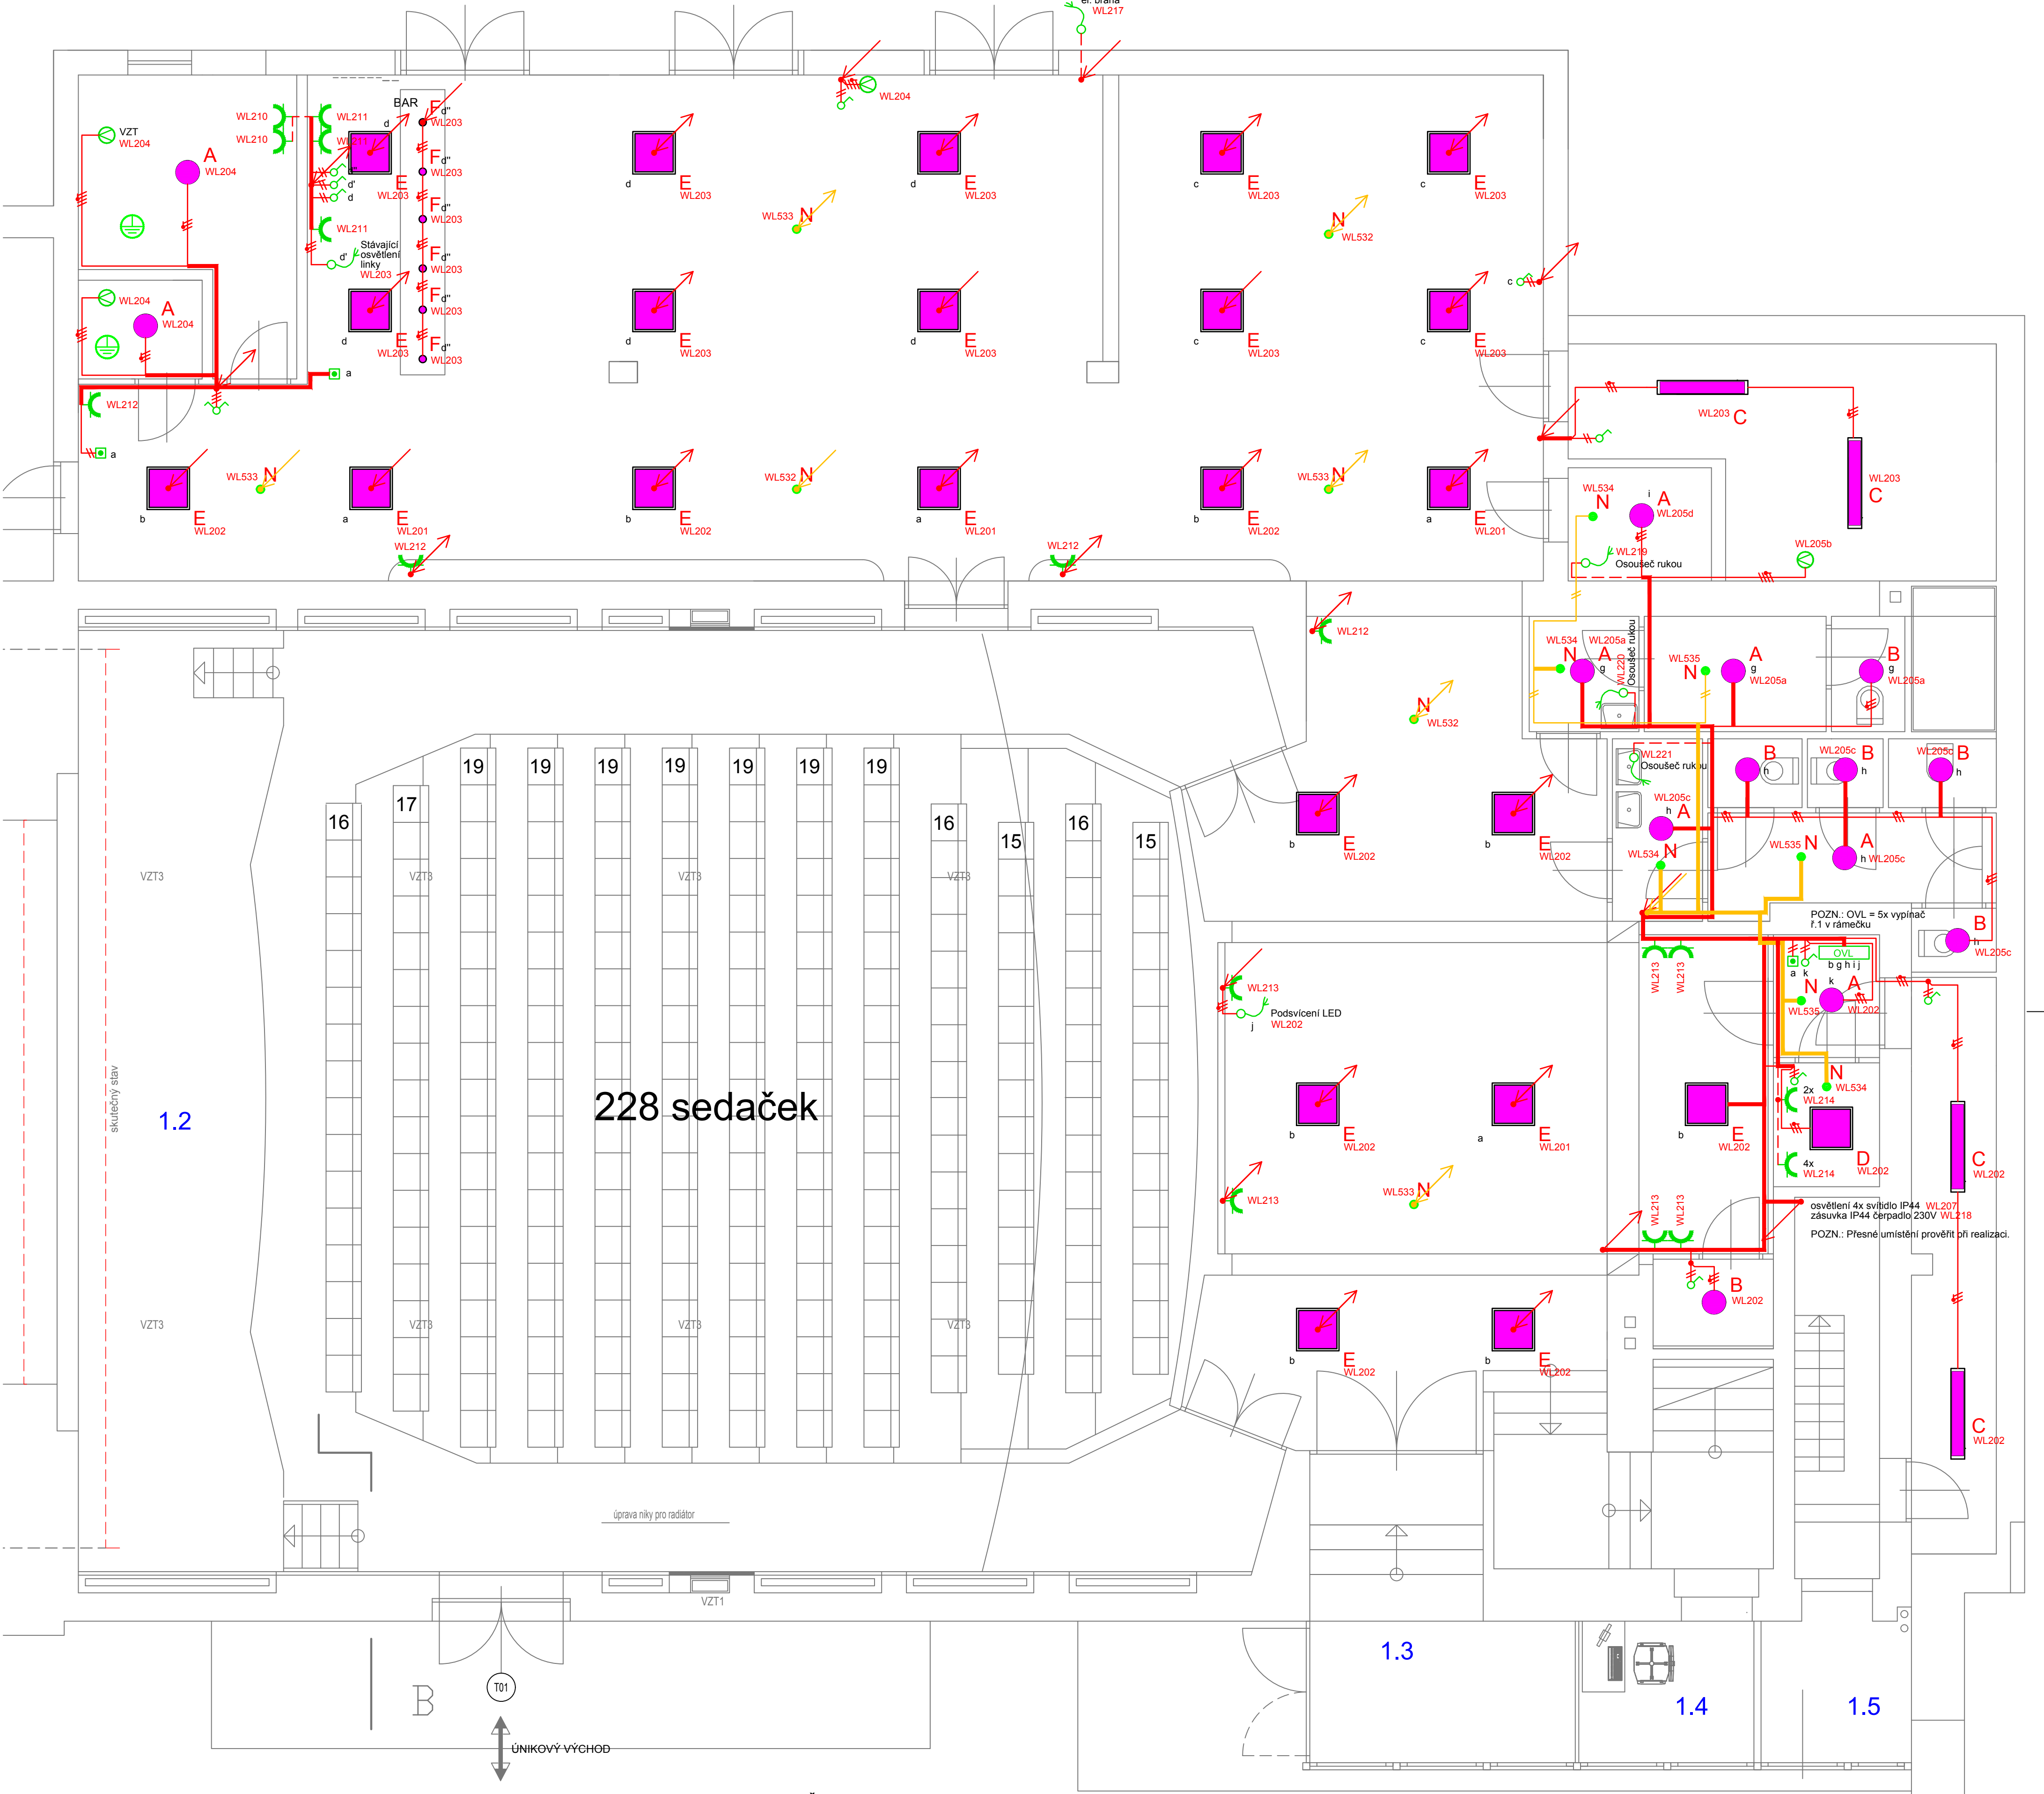 el. brána
WL217
BAR
F
d''
WL203
WL204
WL210
WL211
WL210
VZT
WL204
A
WL204
d
F
d''
WL203
d'
d
E
WL203
F
d''
WL203
d
E
WL203
d
E
WL203
c
E
WL203
c
E
WL203
WL533
N
N
WL532
WL211
Stávající
osvětlení
linky
WL203
d'
F
d''
WL203
F
d''
WL203
F
d''
WL203
c
WL204
A
WL204
d
E
WL203
d
E
WL203
d
E
WL203
c
E
WL203
c
E
WL203
a
WL212
a
WL203
C
WL203
C
WL533
N
WL532
N
WL533
N
b
E
WL202
a
E
WL201
b
E
WL202
a
E
WL201
b
E
WL202
a
E
WL201
WL534
N
i
A
WL205d
WL212
WL212
WL219
Osoušeč rukou
WL205b
WL212
WL534
N
WL205a
A
g
WL220
Osoušeč rukou
WL535
N
A
g
WL205a
B
g
WL205a
N
WL532
WL221
Osoušeč rukou
B
h
WL205c
B
h
WL205c
B
h
WL205c
h
A
b
E
WL202
b
E
WL202
WL534
N
WL535
N
A
h
WL205c
POZN.: OVL = 5x vypínač
ř.1 v rámečku
B
h
WL205c
OVL
b g h i j
a
k
k
A
WL202
N
WL535
WL213
WL213
WL213
Podsvícení LED
WL202
j
N
WL534
2x
WL214
4x
WL214
D
WL202
b
E
WL202
a
E
WL201
b
E
WL202
C
WL202
WL213
WL533
N
WL213
WL213
osvětlení 4x svítidlo IP44 WL207
zásuvka IP44 čerpadlo 230V WL218
POZN.: Přesné umístění prověřit při realizaci.
B
WL202
b
E
WL202
b
E
WL202
C
WL202
16
17
19
19
19
19
19
19
19
16
15
16
15
VZT3
VZT3
VZT3
VZT3
skutečný stav
1.2
228 sedaček
VZT3
VZT3
VZT3
VZT3
úprava niky pro radiátor
VZT1
T01
B
ÚNIKOVÝ VÝCHOD
1.3
1.4
1.5